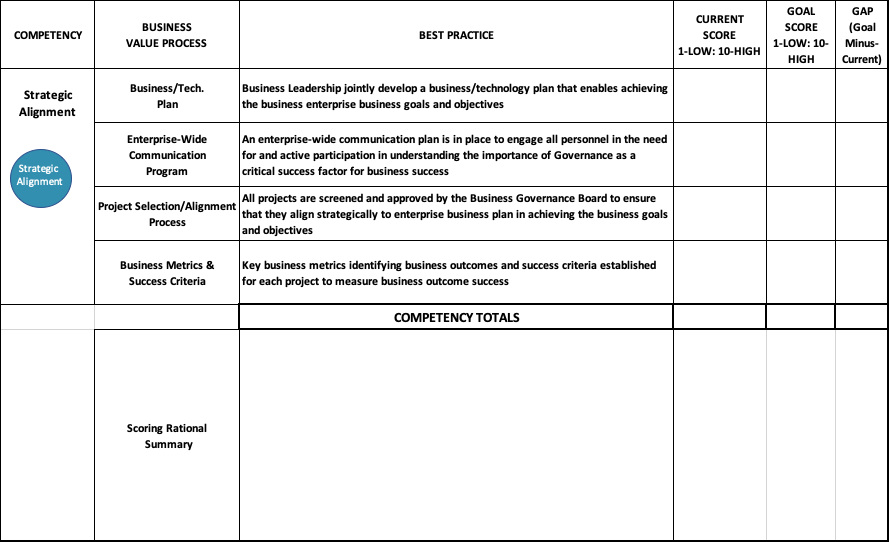 COMPETENCY
BUSINESS
VALUE PROCESS
BEST PRACTICE
CURRENT
SCORE
1-LOW: 10-HIGH
GOAL
SCORE
1-LOW: 10-
HIGH
GAP
(Goal
Minus-
Current)
Strategic
Alignment
Strategic
Alignment
Business/Tech.
Plan
Business Leadership jointly develop a business/technology plan that enables achieving
the business enterprise business goals and objectives
Enterprise-Wide
Communication
Program
An enterprise-wide communication plan is in place to engage all personnel in the need
for and active participation in understanding the importance of Governance as a
critical success factor for business success
Project Selection/Alignment
Process
All projects are screened and approved by the Business Governance Board to ensure
that they align strategically to enterprise business plan in achieving the business goals
and objectives
Business Metrics &
Success Criteria
Key business metrics identifying business outcomes and success criteria established
for each project to measure business outcome success
COMPETENCY TOTALS
Scoring Rational
Summary